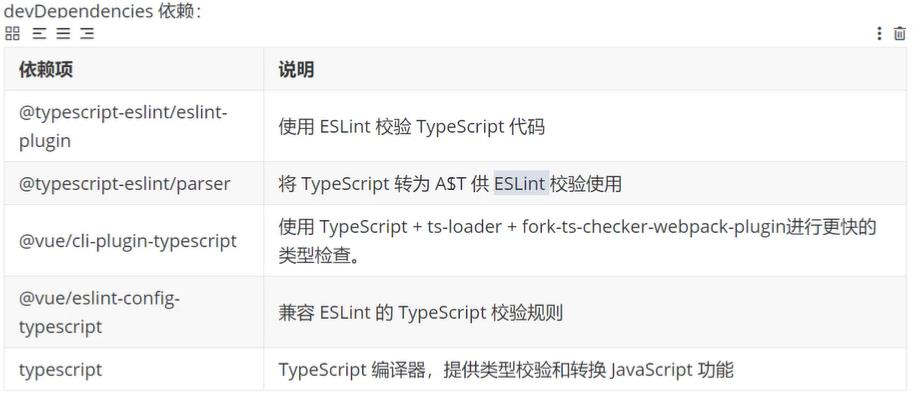 devDependencies 依赖：
依赖项 说明
@typescript-eslint/eslint-
plugin
使用 ESLint 校验 TypeScript 代码
@typescript-eslint/parser 将 TypeScript 转为 A$T 供 ESLint 校验使用
@vue/cli-plugin-typescript
使用 TypeScript + ts-loader + fork-ts-checker-webpack-plugin进行更快的
类型检查。
@vue/eslint-config-
typescript
兼容 ESLint 的 TypeScript 校验规则
typescript TypeScript 编译器，提供类型校验和转换 JavaScript 功能